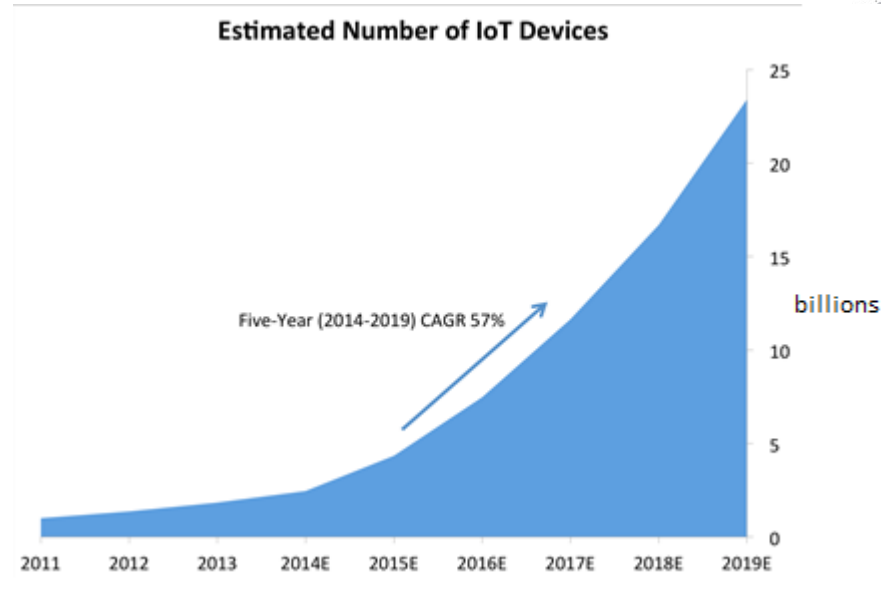 Estimated Number of IoT Devices
25
20
15
billions
Five-Year (2014-2019) CAGR 57%
10
5
0
2011 2012 2013 2014E 2015E 2016E 2017E 2018E 2019E